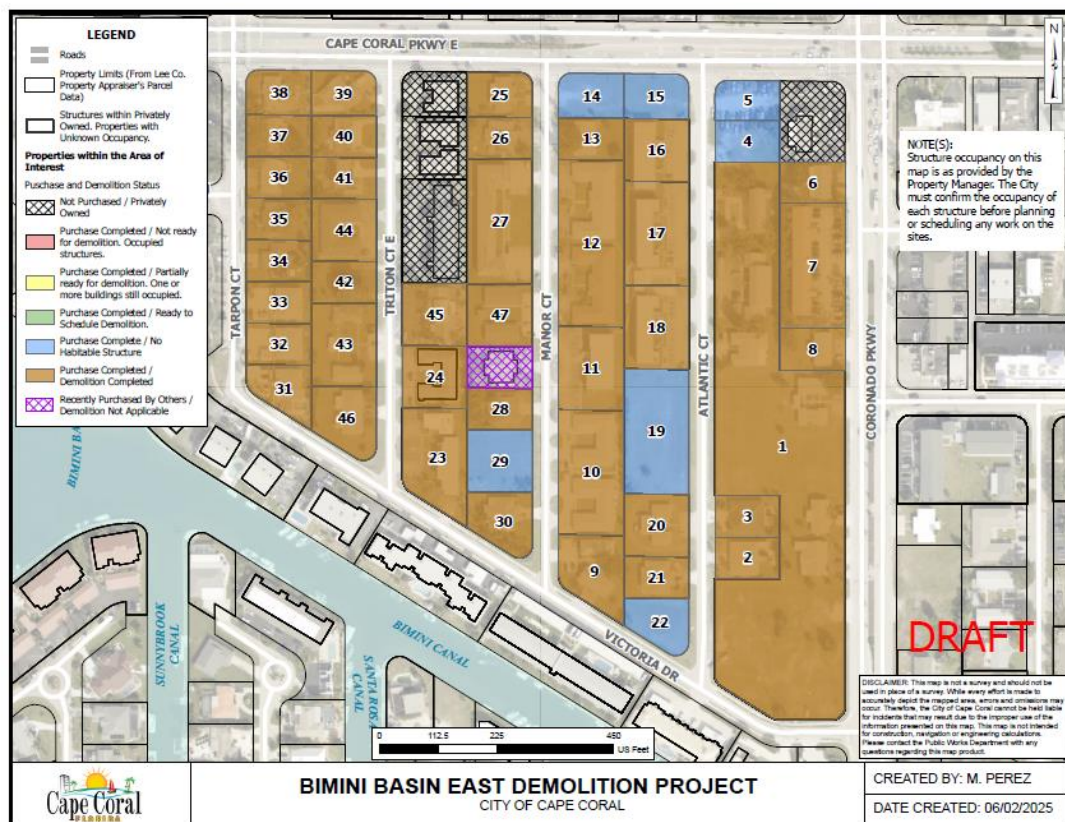 LEGEND
Roads
Property Limits (From Lee Co.
Property Appraiser's Parcel
Data)
Structures within Privately
Owned. Properties with
Unknown Occupancy.
Properties within the Area of
Interest
Puschase and Demolition Status
Not Purchased / Privately
Owned
Purchase Completed / Not ready
for demolition. Occupied
structures.
Purchase Completed / Partially
ready for demolition. One or
more buildings still occupied.
Purchase Completed / Ready to
Schedule Demolition.
Purchase Complete / No
Habitable Structure
Purchase Completed /
Demolition Completed
Recently Purchased By Others /
Demolition Not Applicable
CAPE CORAL PKWY E
N
38
39
25
14
15
5
37
40
26
13
16
4
36
41
6
35
44
27
12
17
7
34
42
33
45
47
18
8
32
43
24
11
31
46
28
19
1
23
29
10
30
3
20
2
9
21
22
TARPON CT
TRITON CT E
MANOR CT
ATLANTIC CT
CORONADO PKWY
VICTORIA DR
BIMINI BA
SUNNYBROOK
CANAL
BIMINI CANAL
SANTA ROSA
CANAL
NOTE(S):
Structure occupancy on this
map is as provided by the
Property Manager. The City
must confirm the occupancy of
each structure before planning
or scheduling any work on the
sites.
DRAFT
0 112.5 225 450
US Feet
DISCLAIMER: This map is not a survey and should not be
used in place of a survey. While every effort is made to
accurately depict the mapped area, errors and omissions may
occur. Therefore, the City of Cape Coral cannot be held liable
for incidents that may result due to the improper use of the
information presented on this map. This map is not intended
for construction, navigation or engineering calculations.
Please contact the Public Works Department with any
questions regarding this map product.
Cape Coral
FLORIDA
BIMINI BASIN EAST DEMOLITION PROJECT
CITY OF CAPE CORAL
CREATED BY: M. PEREZ
DATE CREATED: 06/02/2025